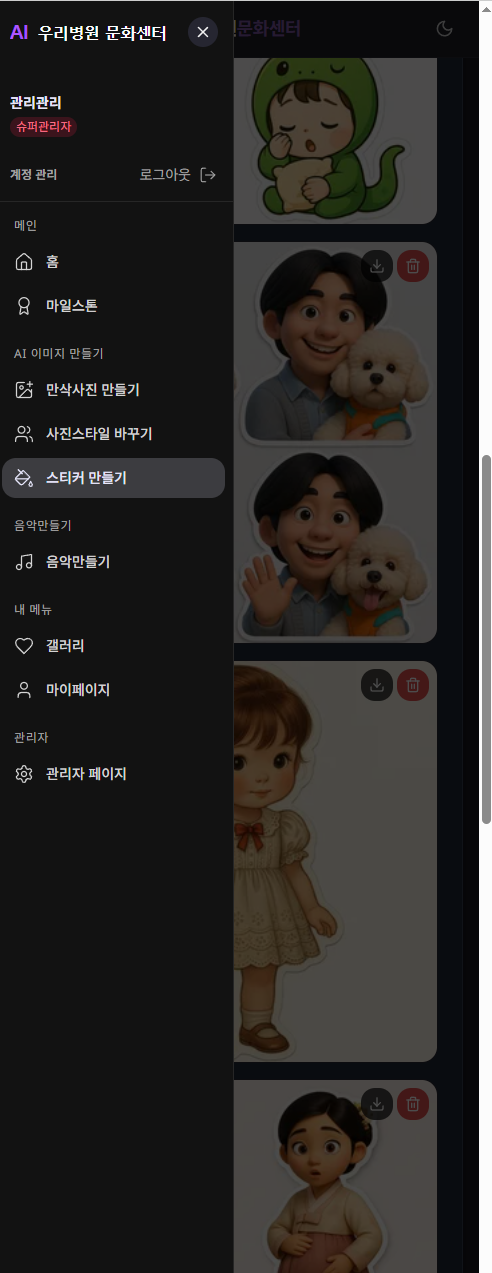 AI 우리병원 문화센터
원문화센터
관리관리
슈퍼관리자
계정 관리
로그아웃
메인
홈
마일스톤
AI 이미지 만들기
만삭사진 만들기
사진스타일 바꾸기
스티커 만들기
음악만들기
음악만들기
내 메뉴
갤러리
마이페이지
관리자
관리자 페이지